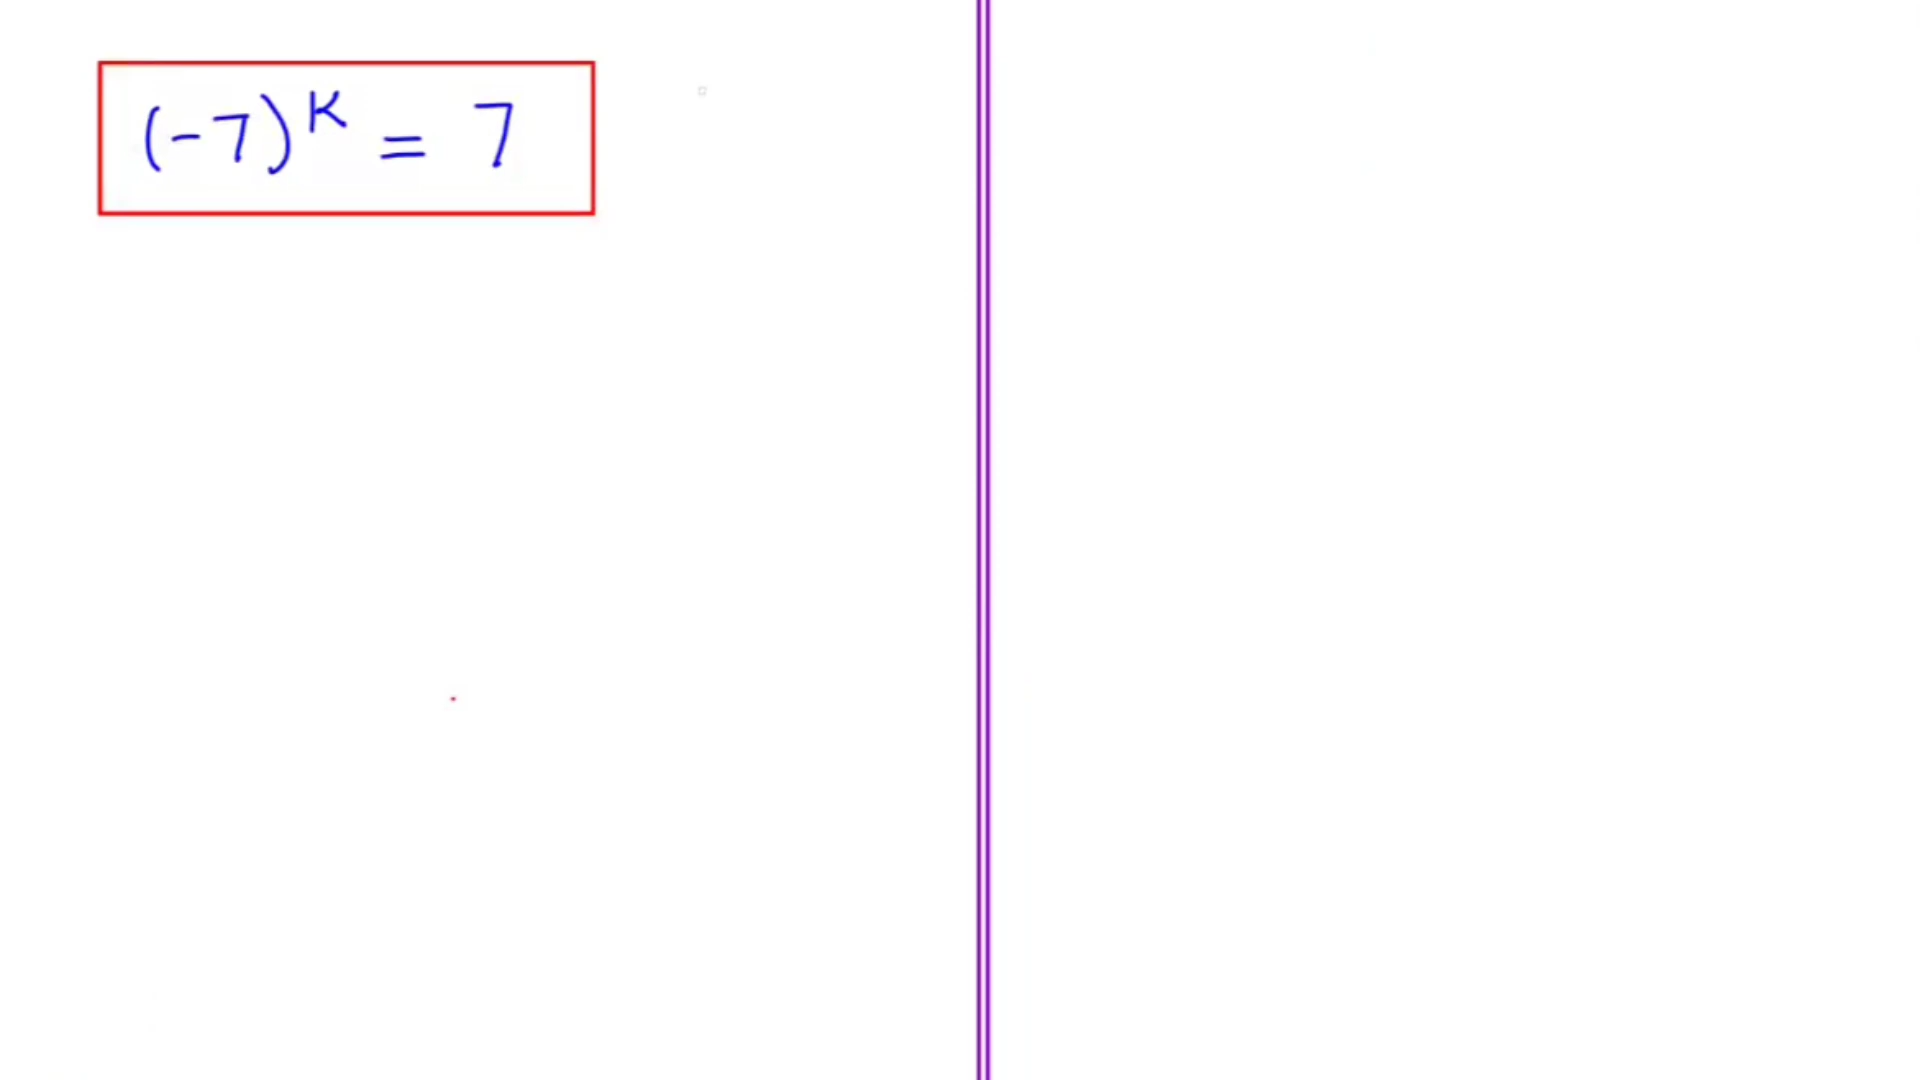 (-7)^K = 7